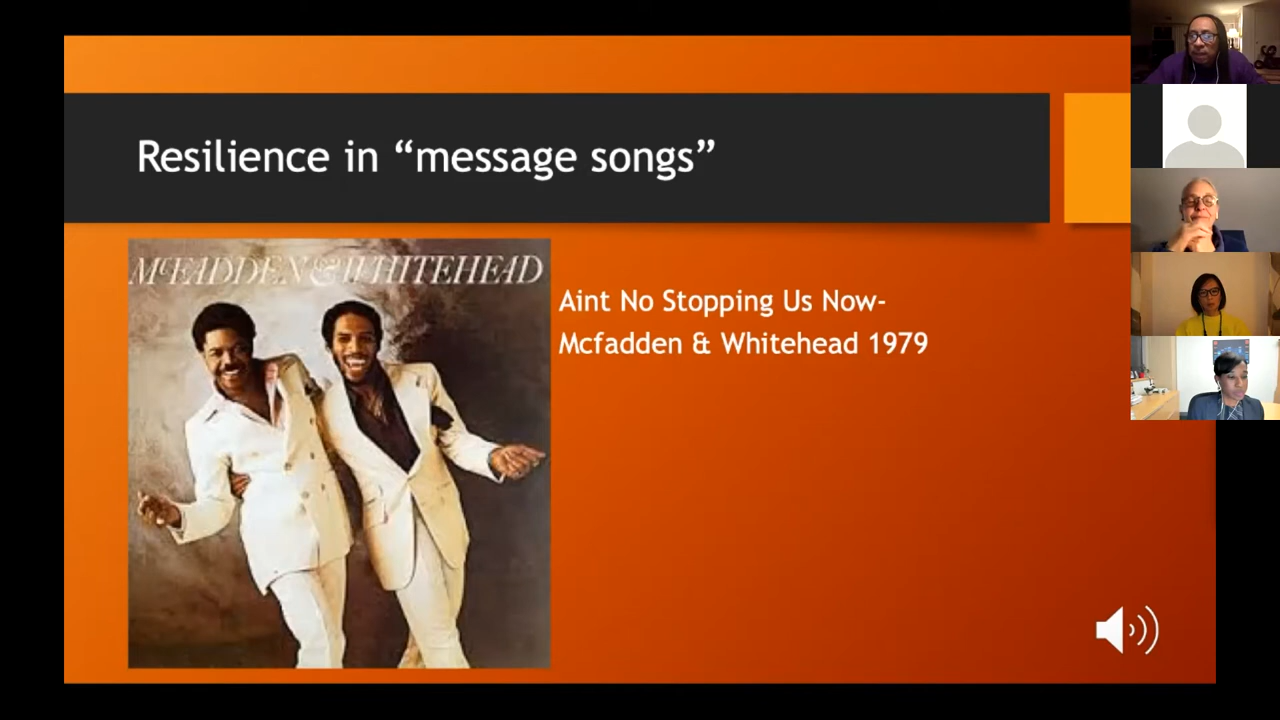 Resilience in “message songs”
McFADDEN & WHITEHEAD
Aint No Stopping Us Now-
Mcfadden & Whitehead 1979